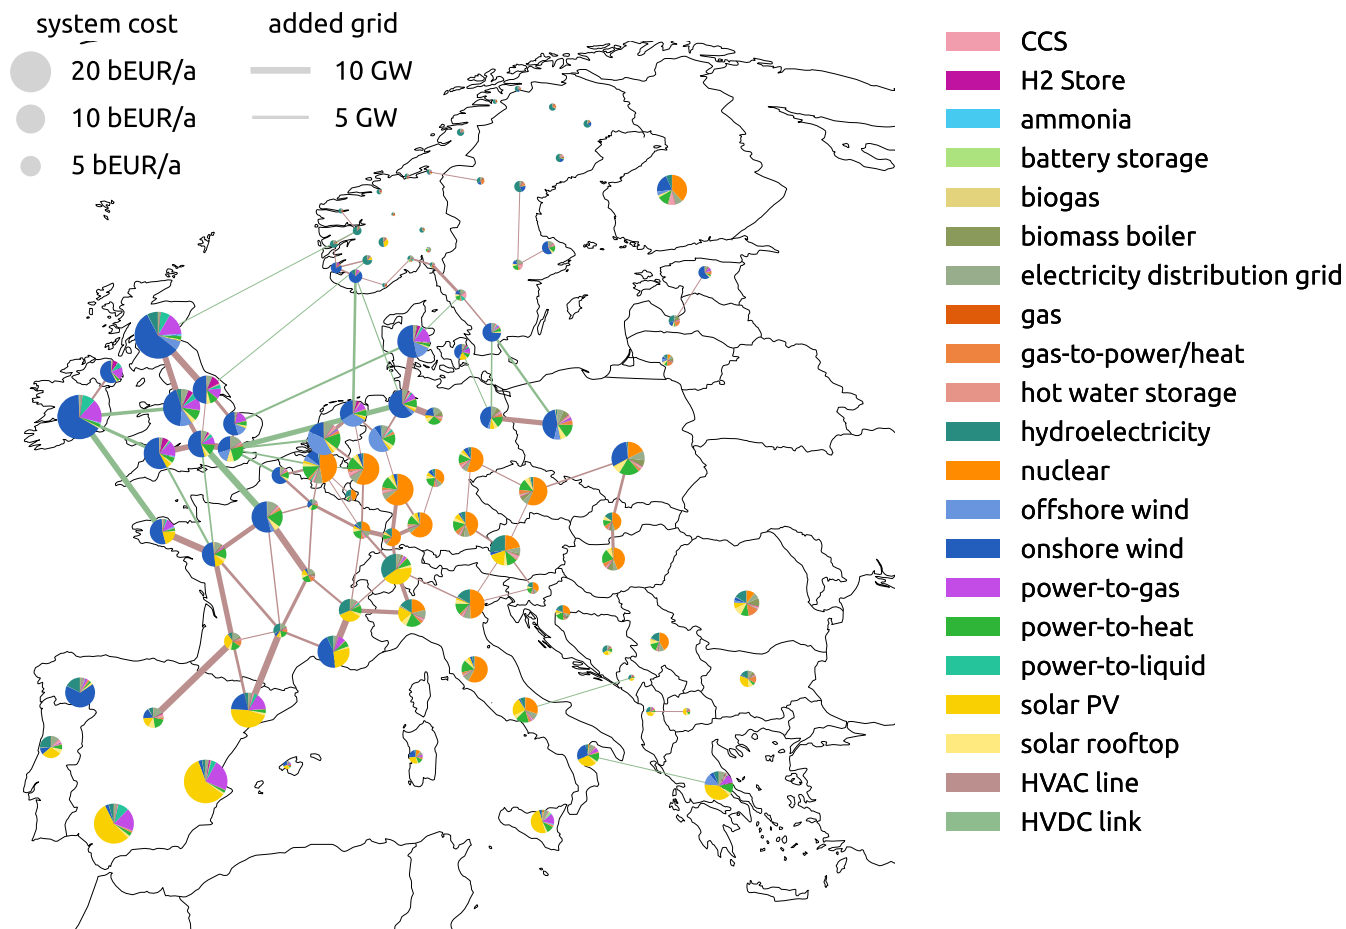 system cost
added grid
20 bEUR/a
10 GW
10 bEUR/a
5 GW
5 bEUR/a
CCS
H2 Store
ammonia
battery storage
biogas
biomass boiler
electricity distribution grid
gas
gas-to-power/heat
hot water storage
hydroelectricity
nuclear
offshore wind
onshore wind
power-to-gas
power-to-heat
power-to-liquid
solar PV
solar rooftop
HVAC line
HVDC link